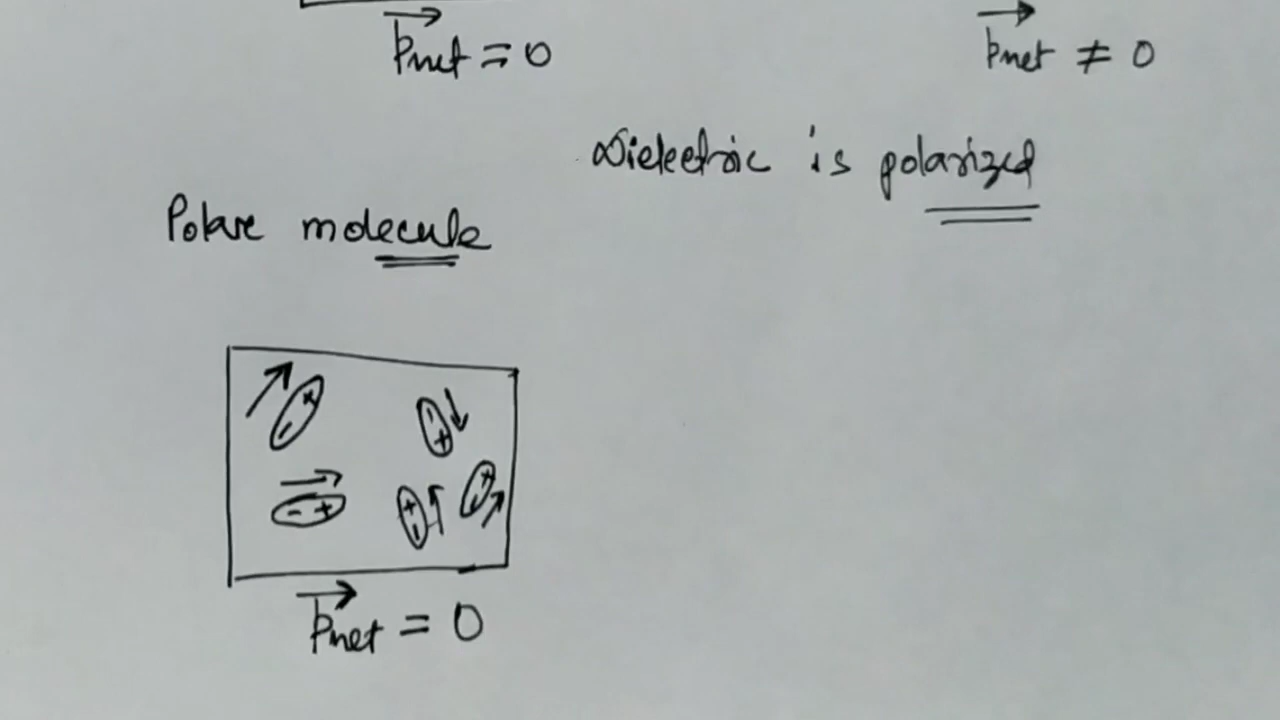 Pnet = 0
Pnet ≠ 0
Dielectric is polarized
Polar molecule
+ - - +
- + + - + -
Pnet = 0